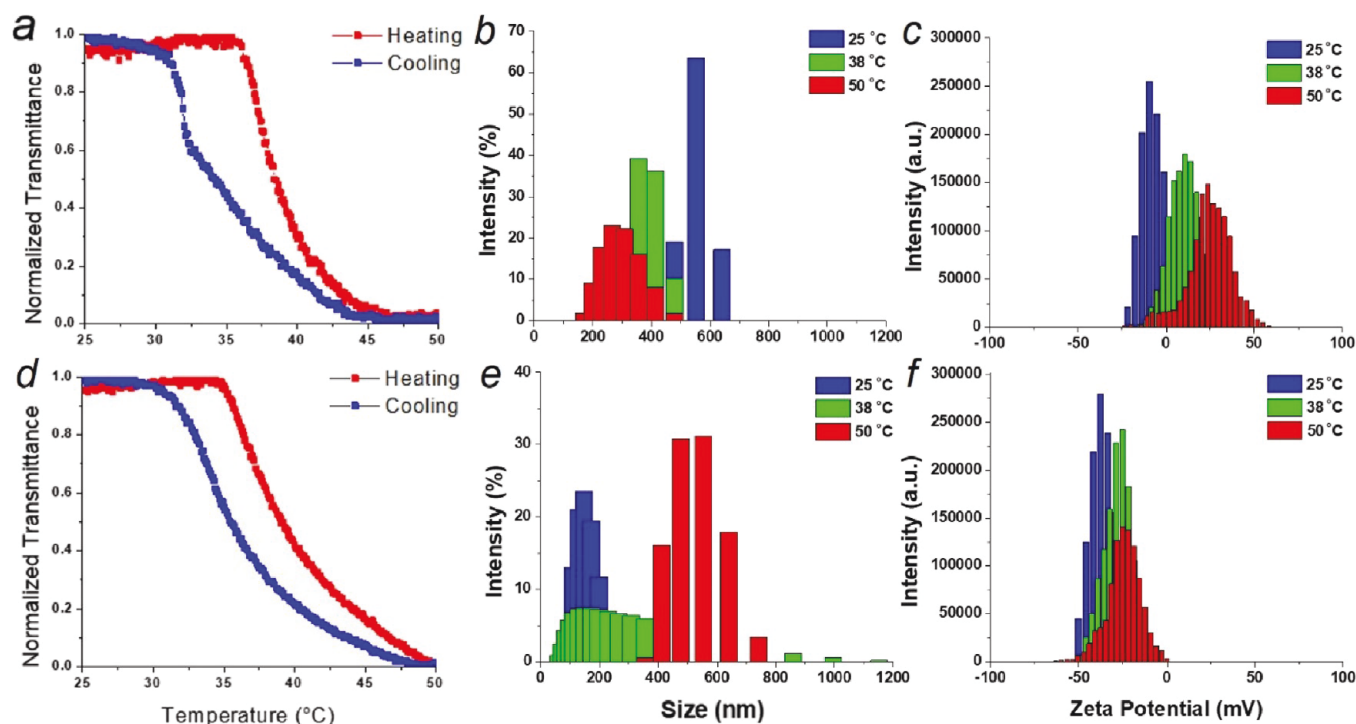 a
Normalized Transmittance
1.0
0.8
0.6
0.4
0.2
0.0
25 30 35 40 45 50
Heating
Cooling
b
Intensity (%)
70
60
50
40
30
20
10
0
0 200 400 600 800 1000 1200
25 °C
38 °C
50 °C
c
Intensity (a.u.)
300000
250000
200000
150000
100000
50000
0
-100 -50 0 50 100
25 °C
38 °C
50 °C
d
Normalized Transmittance
1.0
0.8
0.6
0.4
0.2
0.0
25 30 35 40 45 50
Temperature (°C)
Heating
Cooling
e
Intensity (%)
40
30
20
10
0
0 200 400 600 800 1000 1200
Size (nm)
25 °C
38 °C
50 °C
f
Intensity (a.u.)
300000
250000
200000
150000
100000
50000
0
-100 -50 0 50 100
Zeta Potential (mV)
25 °C
38 °C
50 °C